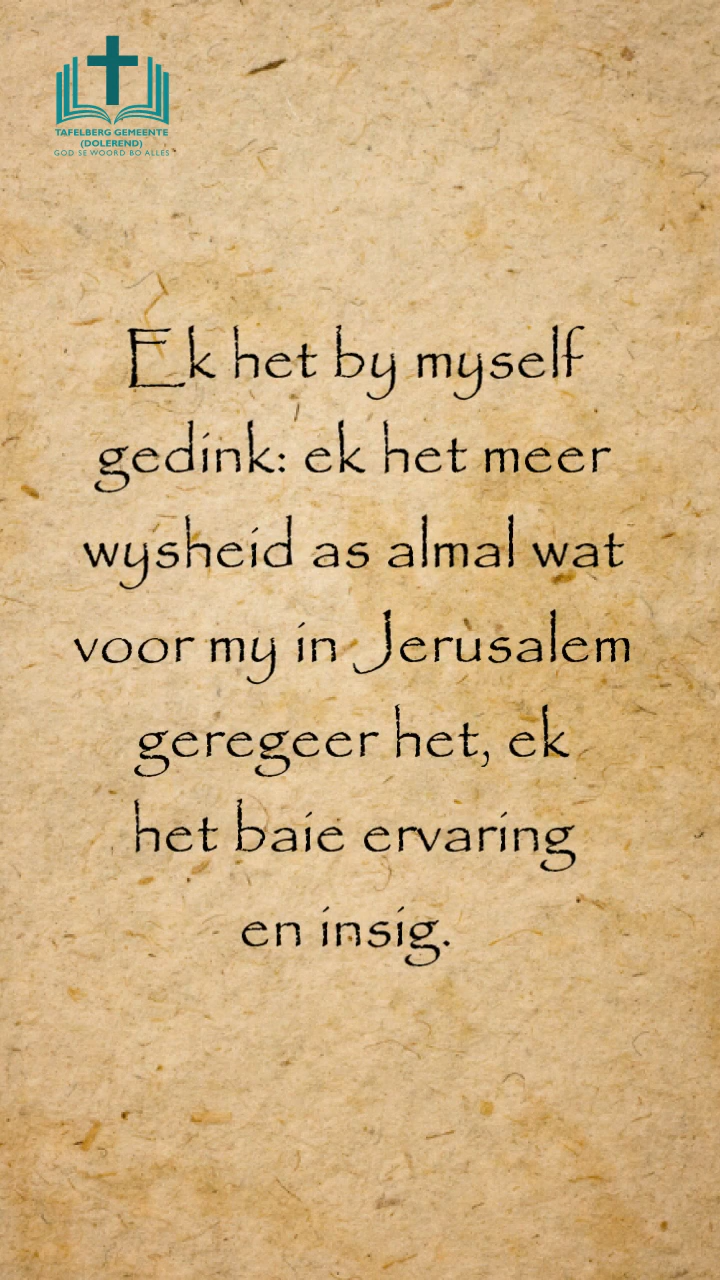 TAFELBERG GEMEENTE
(DOLEREND)
GOD SE WOORD BO ALLES
Ek het by myself
gedink: ek het meer
wysheid as almal wat
voor my in Jerusalem
geregeer het, ek
het baie ervaring
en insig.